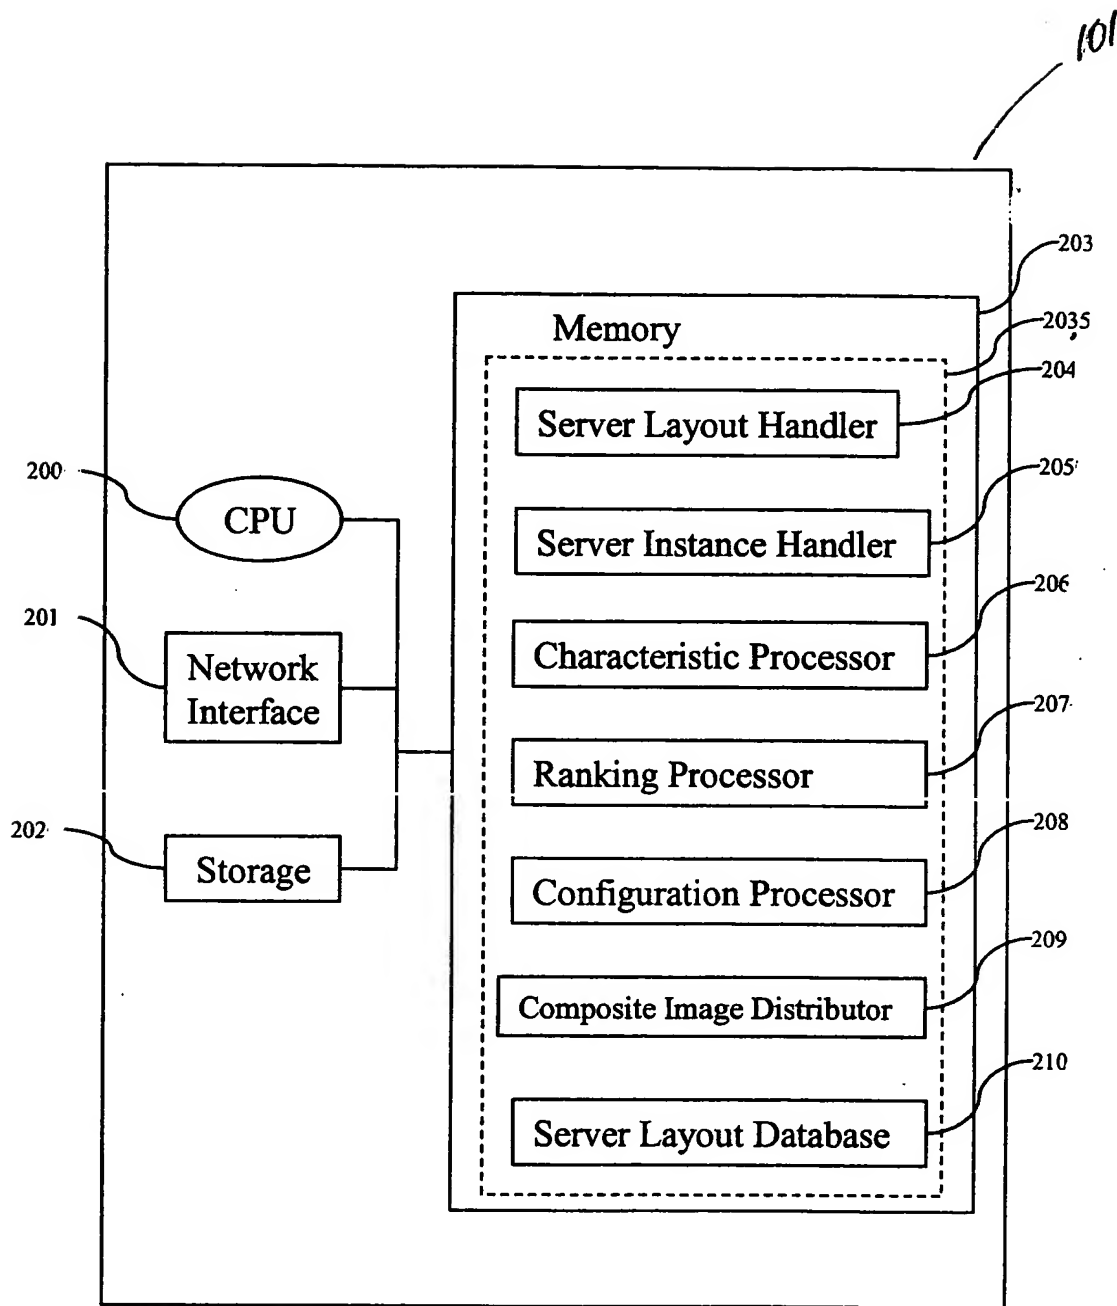 101
203
Memory
2035
204
Server Layout Handler
200
CPU
205
Server Instance Handler
201
Network
Interface
206
Characteristic Processor
207
Ranking Processor
202
Storage
208
Configuration Processor
209
Composite Image Distributor
210
Server Layout Database